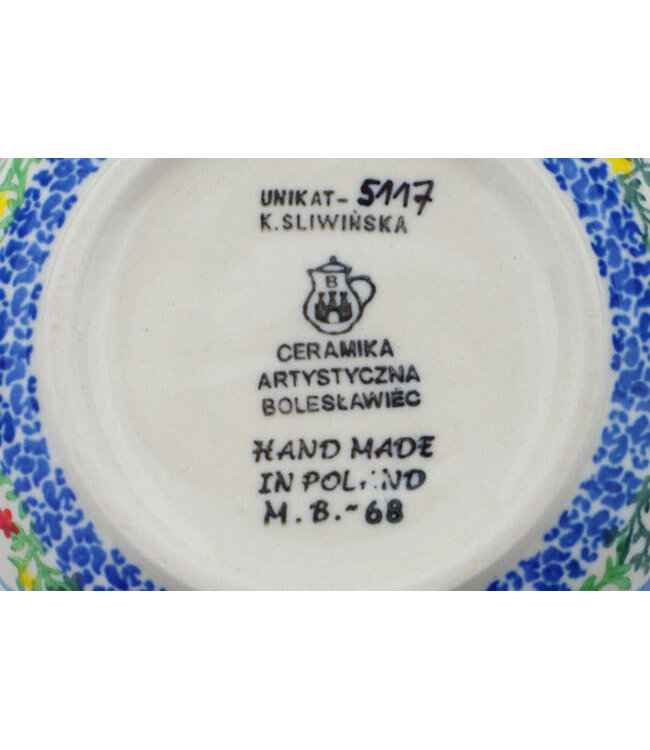 UNIKAT- 5117
K.SLIWIŃSKA
B
CERAMIKA
ARTYSTYCZNA
BOLESŁAWIEC
HAND MADE
IN POLAND
M.B.-68